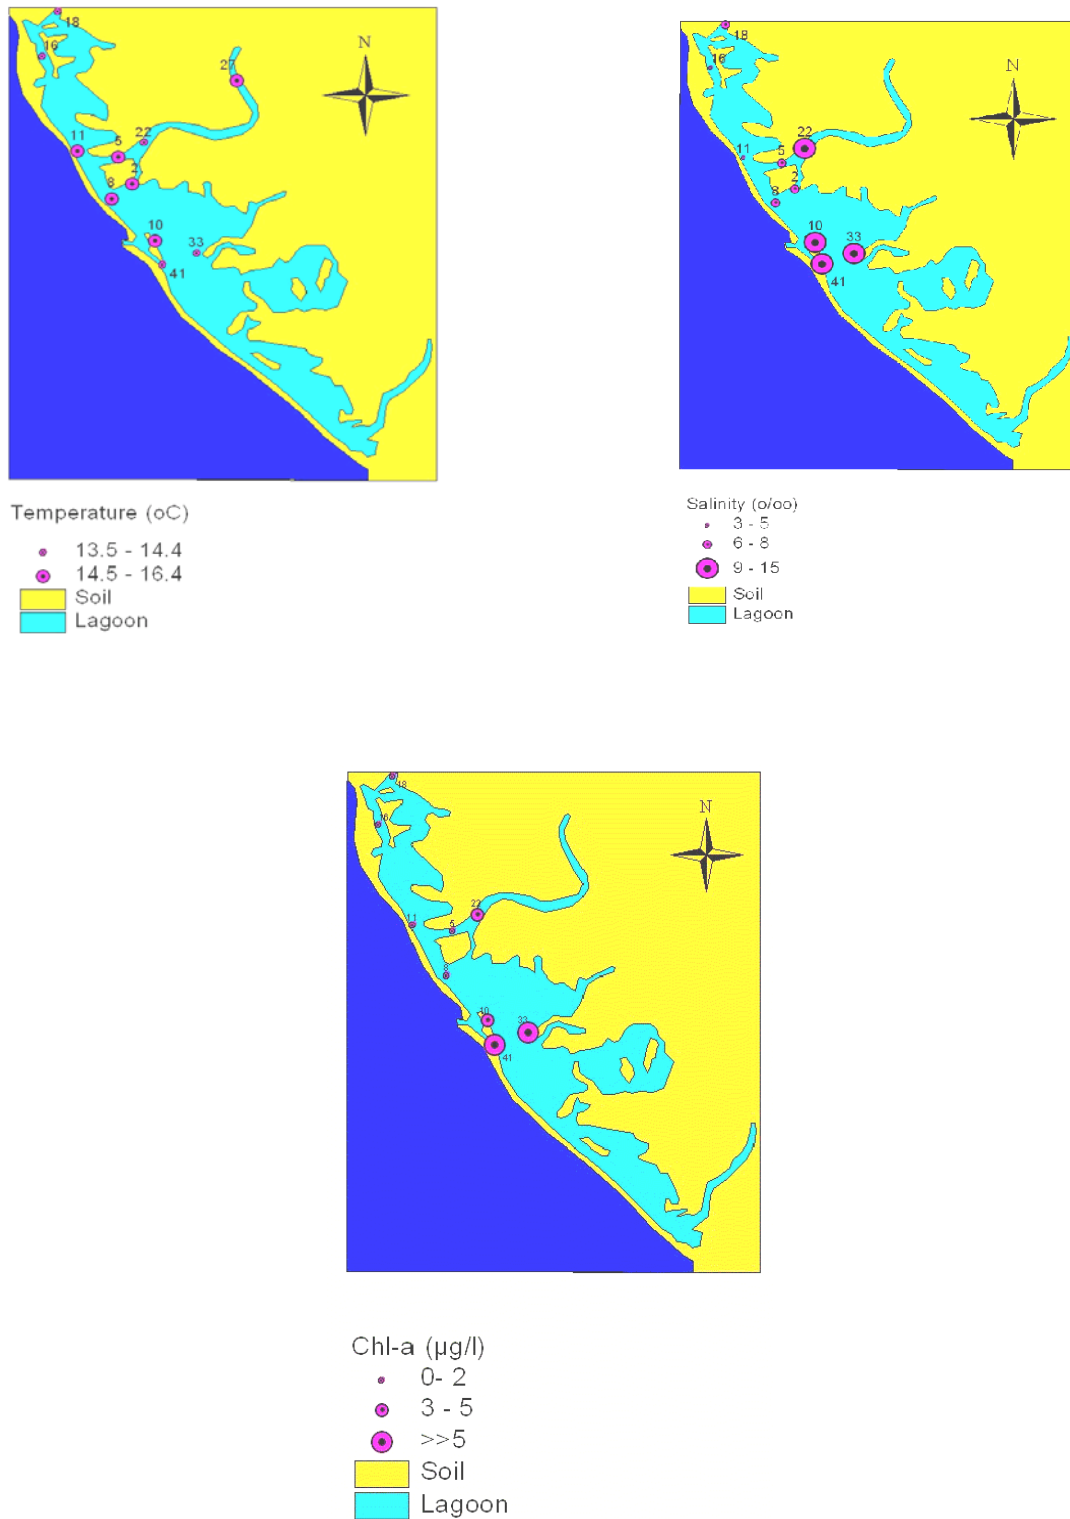 18
N
16
27
11
5
22
2
8
10
33
41
Temperature (oC)
13.5 - 14.4
14.5 - 16.4
Soil
Lagoon
18
N
16
22
11
5
2
8
10
33
41
Salinity (o/oo)
3 - 5
6 - 8
9 - 15
Soil
Lagoon
18
N
16
22
11
5
8
10
33
41
Chl-a (µg/l)
0- 2
3 - 5
>>5
Soil
Lagoon